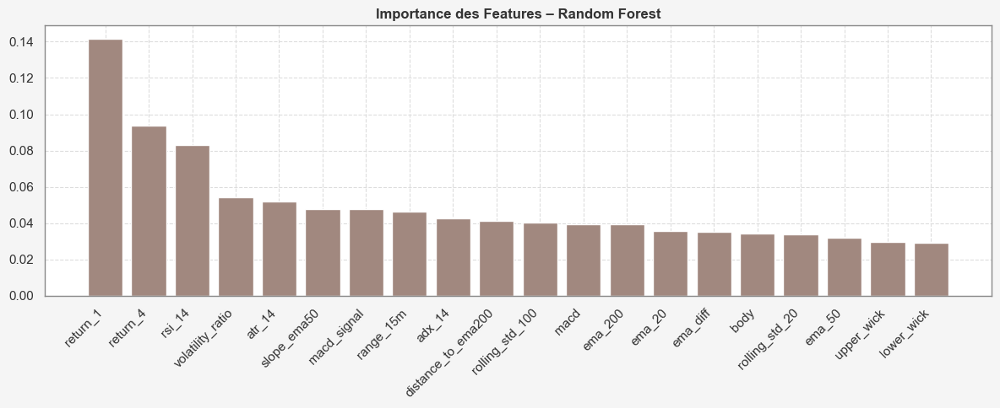 Importance des Features – Random Forest
0.14
0.12
0.10
0.08
0.06
0.04
0.02
0.00
return_1
return_4
rsi_14
volatility_ratio
atr_14
slope_ema50
macd_signal
range_15m
adx_14
distance_to_ema200
rolling_std_100
macd
ema_200
ema_20
ema_diff
body
rolling_std_20
ema_50
upper_wick
lower_wick